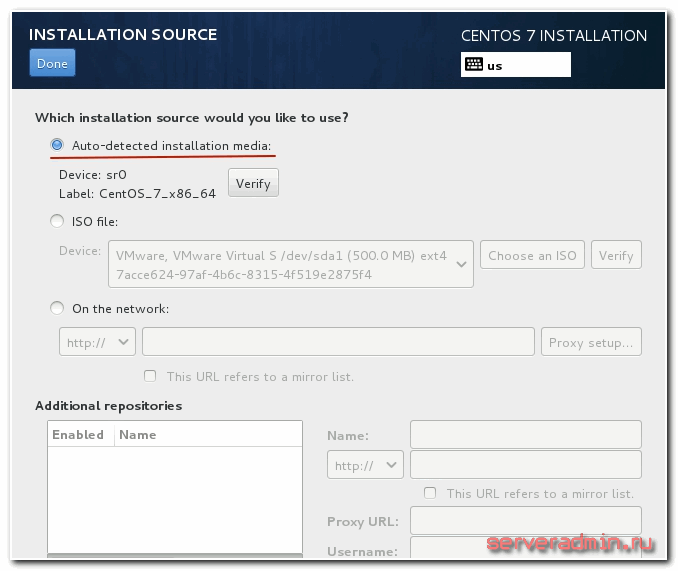 INSTALLATION SOURCE
CENTOS 7 INSTALLATION
Done
us
Which installation source would you like to use?
Auto-detected installation media:
Device: sr0
Label: CentOS_7_x86_64
Verify
ISO file:
Device:
VMware, VMware Virtual S /dev/sda1 (500.0 MB) ext4
7acce624-97af-4b6c-8315-4f519e2875f4
Choose an ISO
Verify
On the network:
http://
Proxy setup...
This URL refers to a mirror list.
Additional repositories
Enabled Name
Name:
http://
This URL refers to a mirror list.
Proxy URL:
Username:
serveradmin.ru